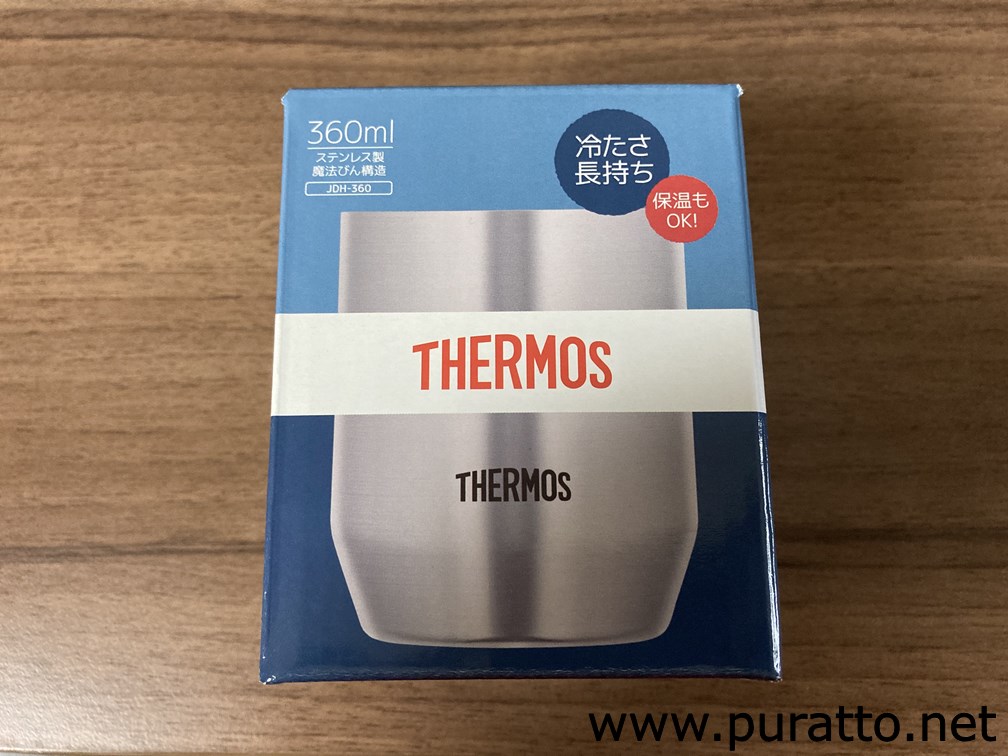 360ml
ステンレス製
魔法びん構造
JDH-360
冷たさ
長持ち
保温も
OK!
THERMOS
THERMOS
www.puratto.net